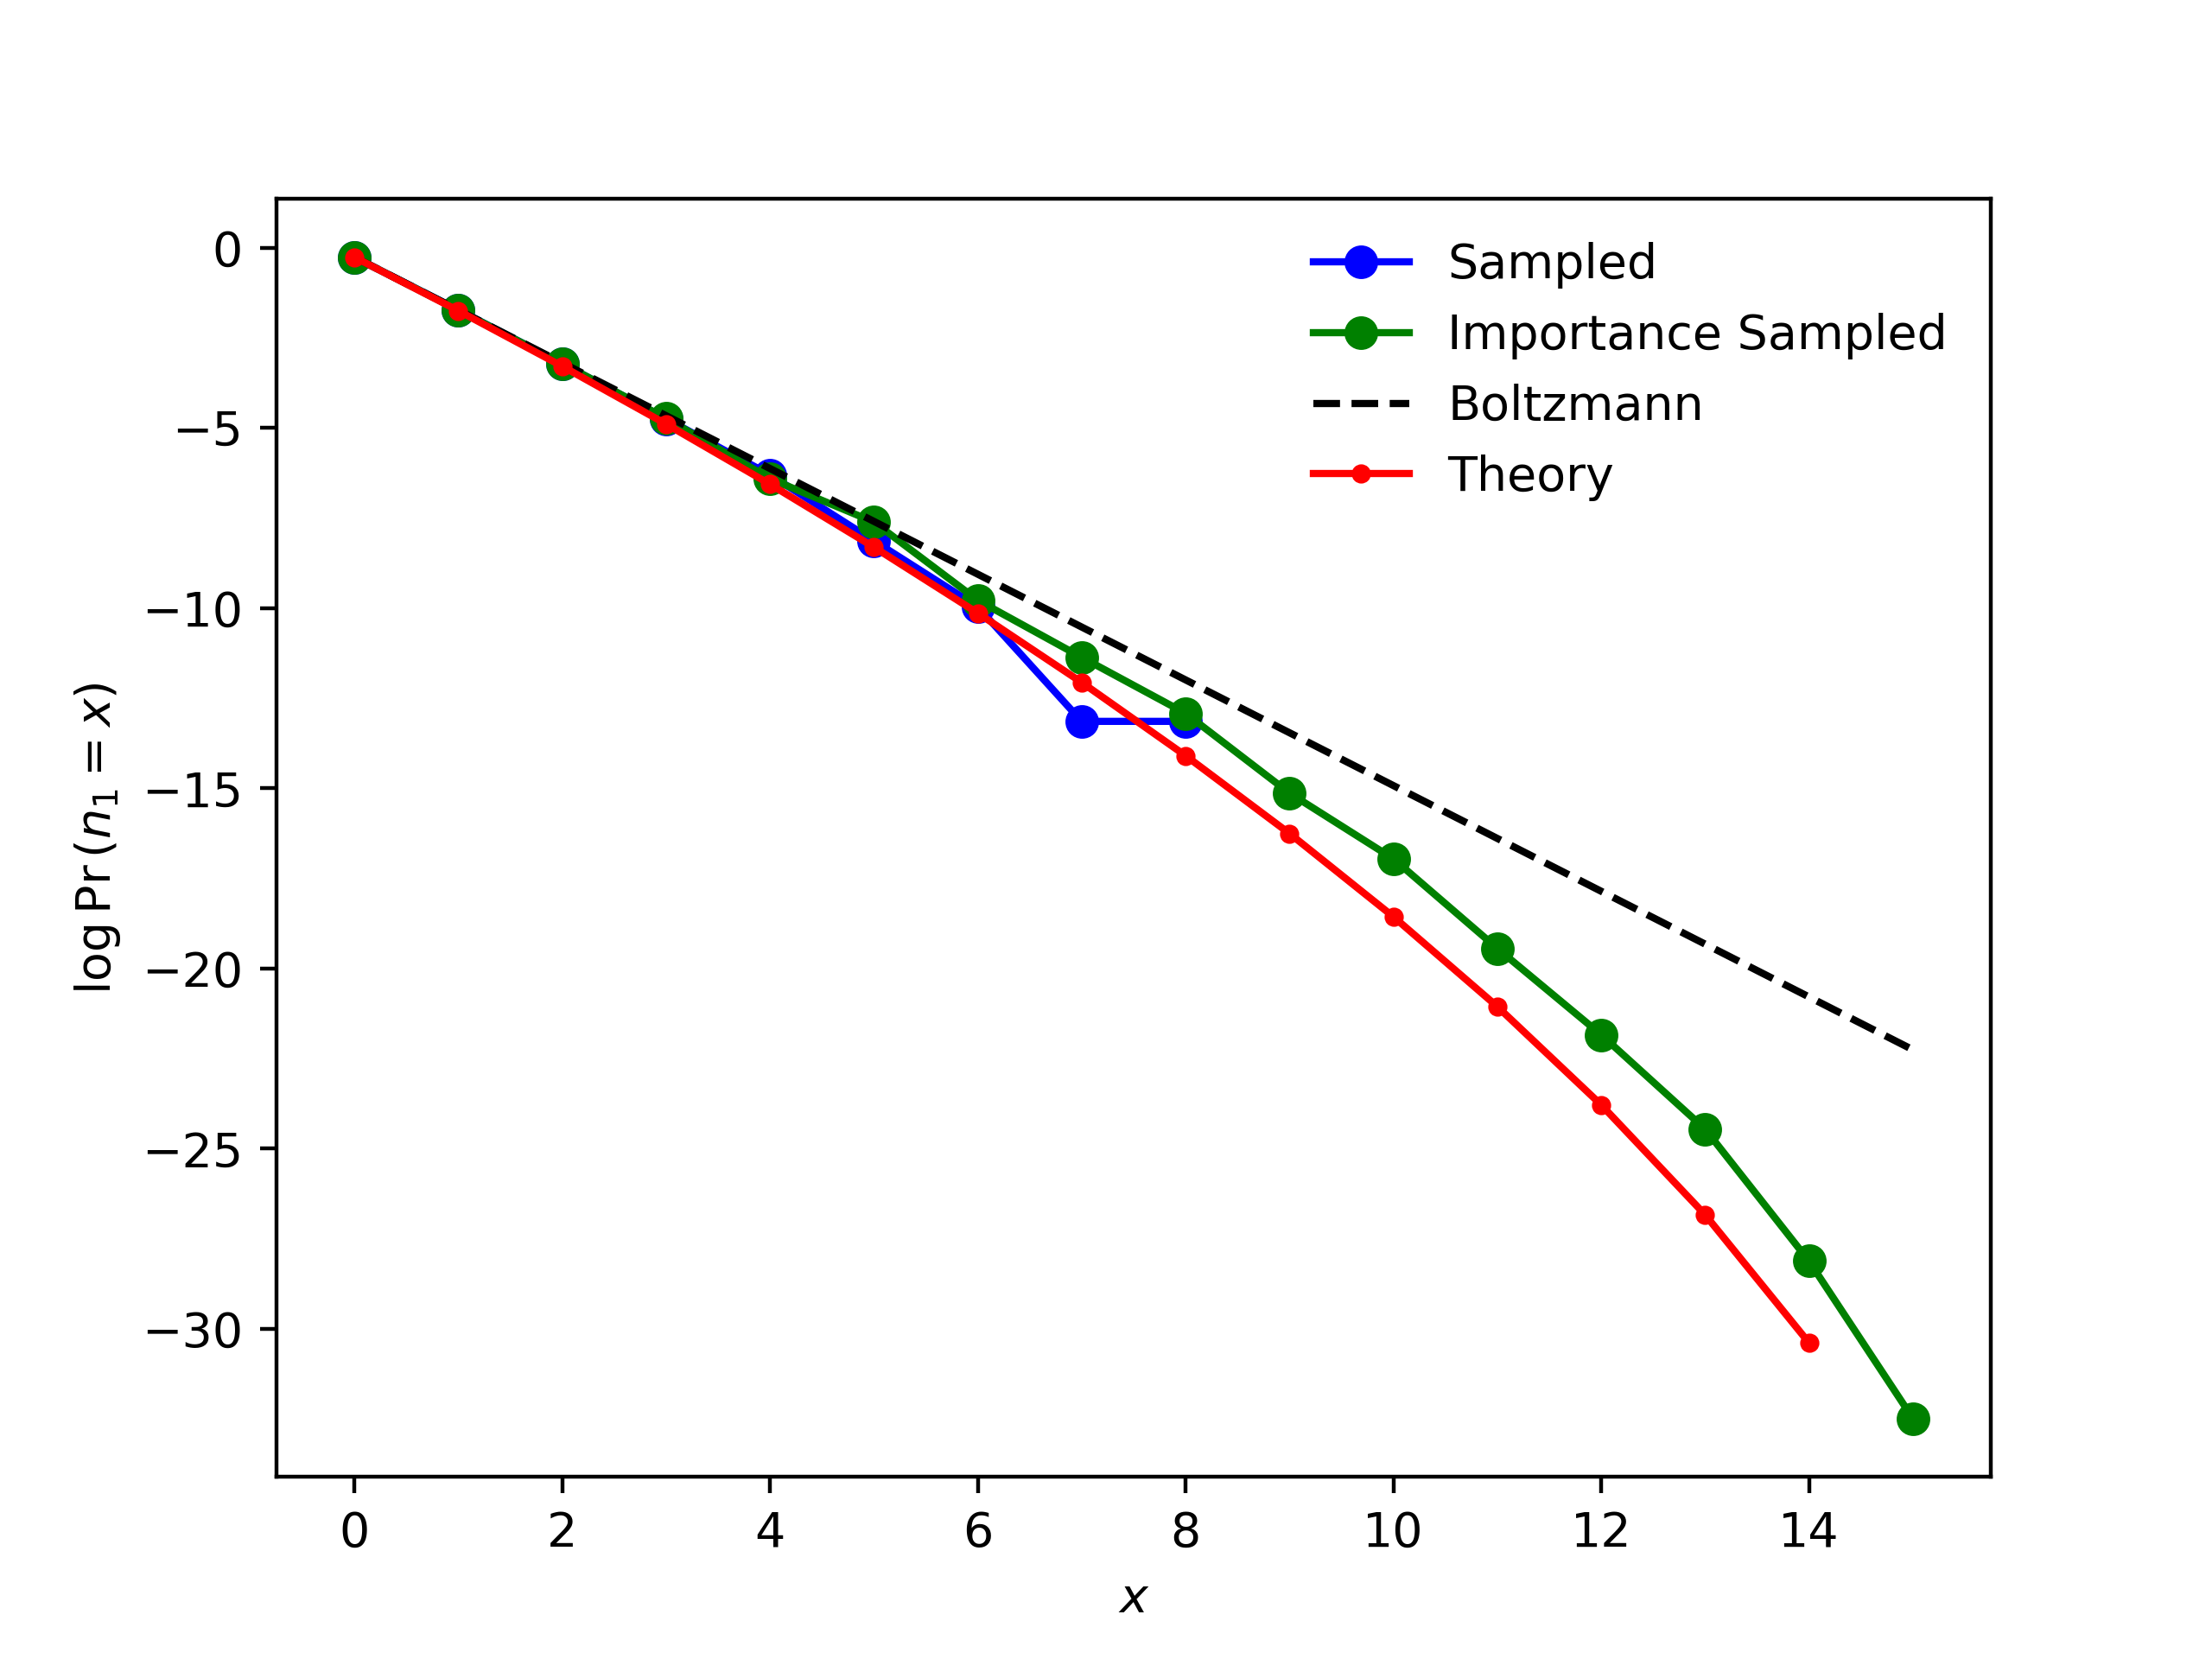 Sampled
Importance Sampled
Boltzmann
Theory
log Pr(n₁ = x)
0
−5
−10
−15
−20
−25
−30
0 2 4 6 8 10 12 14
x